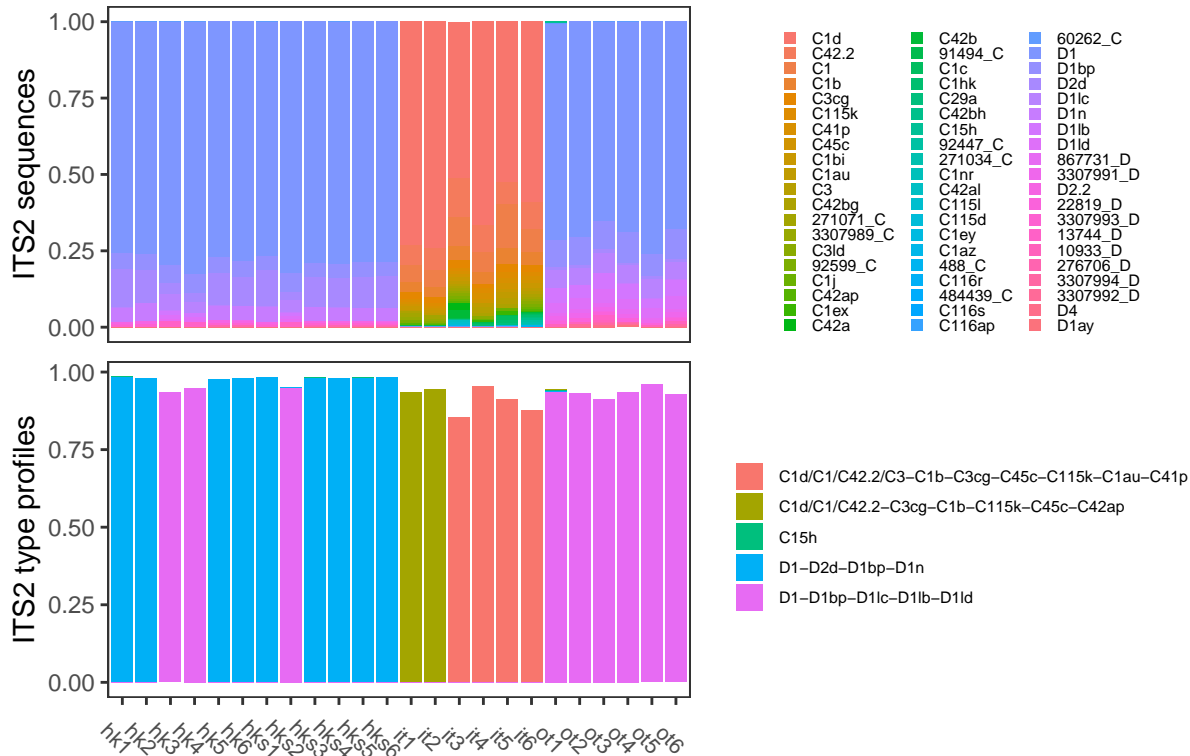 ITS2 sequences
1.00
0.75
0.50
0.25
0.00
C1d
C42.2
C1
C1b
C3cg
C115k
C41p
C45c
C1bi
C1au
C3
C42bg
271071_C
3307989_C
C3ld
92599_C
C1j
C42ap
C1ex
C42a
C42b
91494_C
C1c
C1hk
C29a
C42bh
C15h
92447_C
271034_C
C1nr
C42al
C115l
C115d
C1ey
C1az
488_C
C116r
484439_C
C116s
C116ap
60262_C
D1
D1bp
D2d
D1lc
D1n
D1lb
D1ld
867731_D
3307991_D
D2.2
22819_D
3307993_D
13744_D
10933_D
276706_D
3307994_D
3307992_D
D4
D1ay
ITS2 type profiles
1.00
0.75
0.50
0.25
0.00
hk1
hk2
hk3
hk4
hk5
hk6
hks1
hks2
hks3
hks4
hks5
hks6
it1
it2
it3
it4
it5
it6
ot1
ot2
ot3
ot4
ot5
ot6
C1d/C1/C42.2/C3−C1b−C3cg−C45c−C115k−C1au−C41p
C1d/C1/C42.2−C3cg−C1b−C115k−C45c−C42ap
C15h
D1−D2d−D1bp−D1n
D1−D1bp−D1lc−D1lb−D1ld